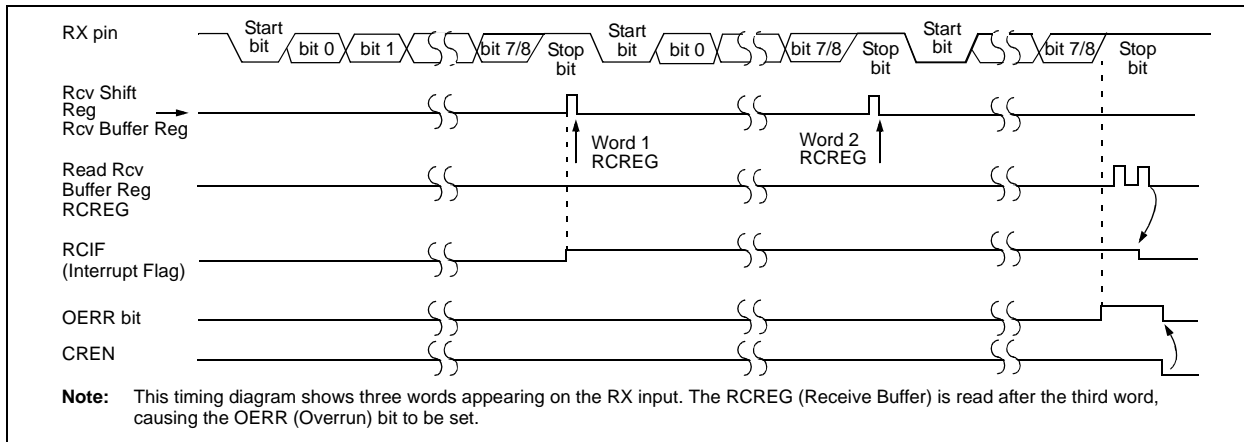 RX pin
Start
bit
bit 0
bit 1
bit 7/8
Stop
bit
Start
bit
bit 0
bit 7/8
Stop
bit
Start
bit
bit 7/8
Stop
bit
Rcv Shift
Reg
Rcv Buffer Reg
Word 1
RCREG
Word 2
RCREG
Read Rcv
Buffer Reg
RCREG
RCIF
(Interrupt Flag)
OERR bit
CREN
Note: This timing diagram shows three words appearing on the RX input. The RCREG (Receive Buffer) is read after the third word,
causing the OERR (Overrun) bit to be set.